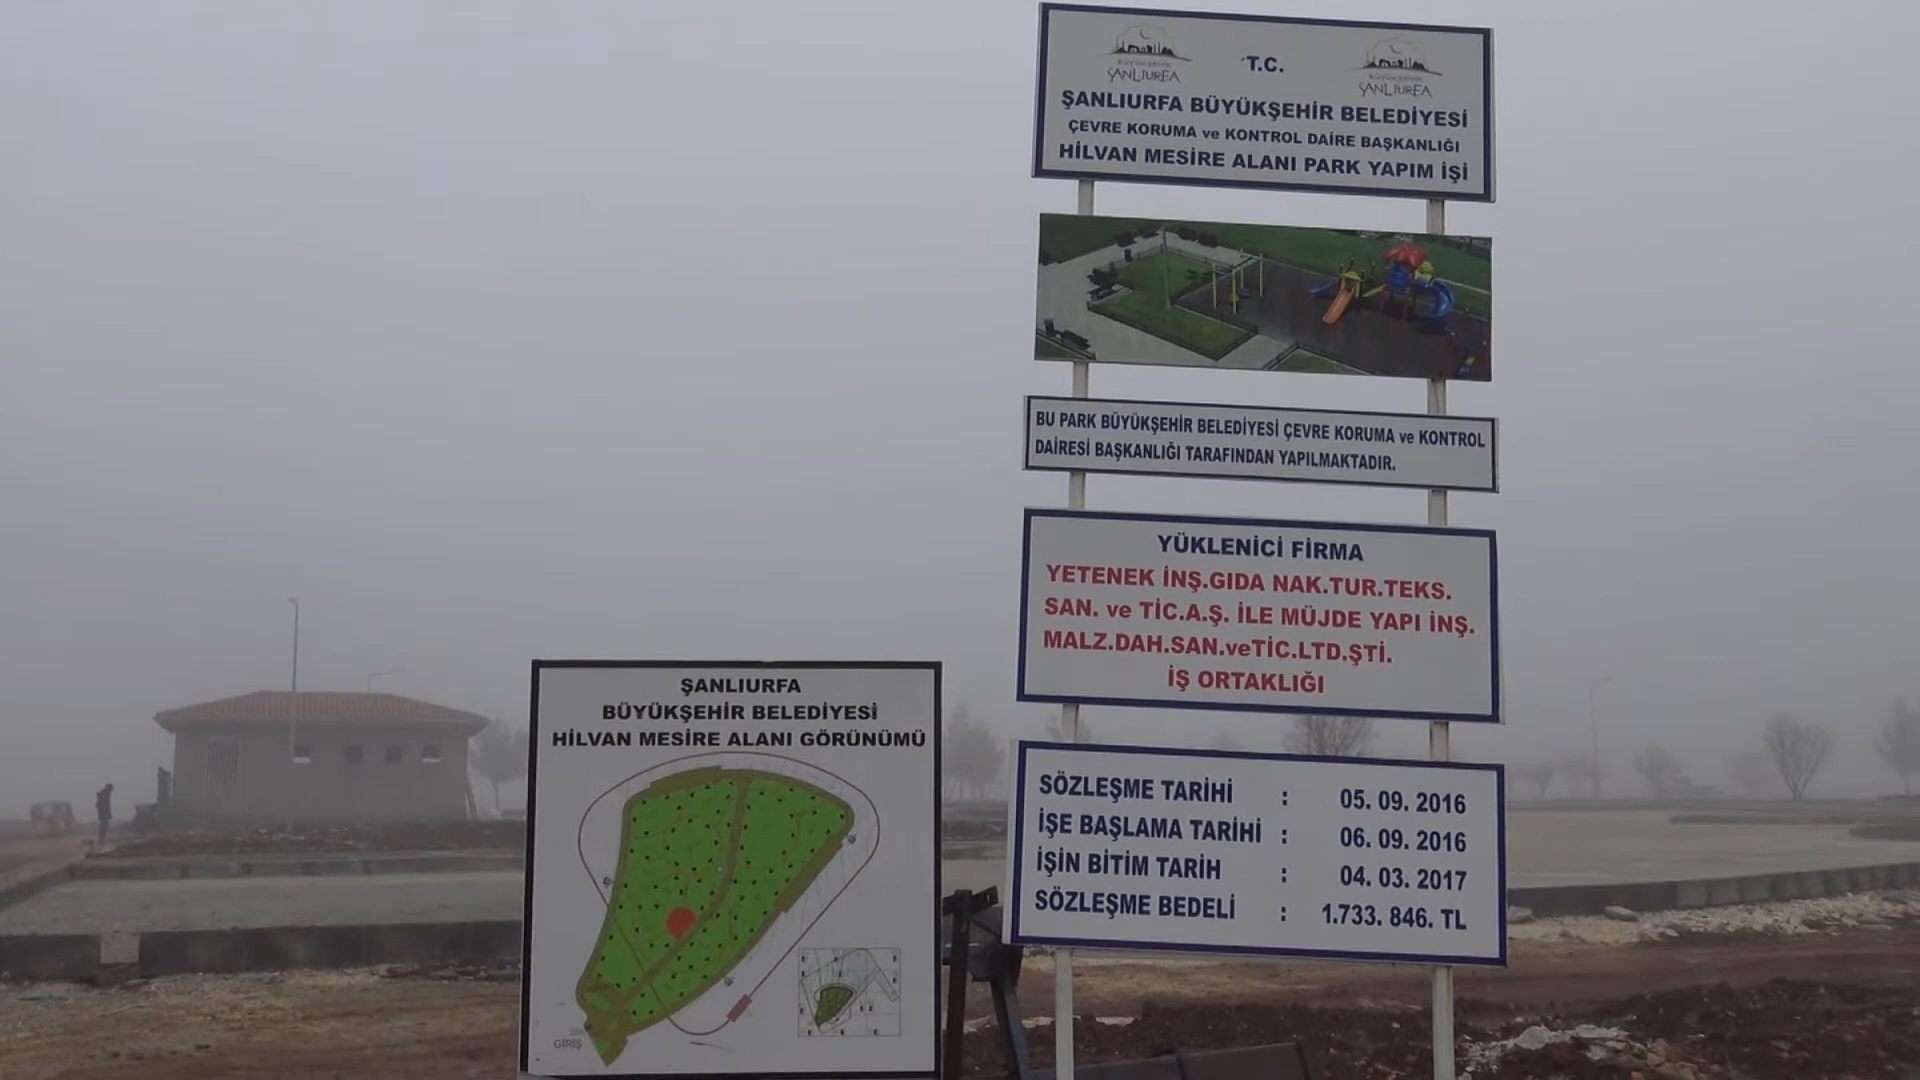 BÜYÜKŞEHİR
ŞANLIURFA
T.C.
BÜYÜKŞEHİR
ŞANLIURFA
ŞANLIURFA BÜYÜKŞEHİR BELEDİYESİ
ÇEVRE KORUMA ve KONTROL DAİRE BAŞKANLIĞI
HİLVAN MESİRE ALANI PARK YAPIM İŞİ
BU PARK BÜYÜKŞEHİR BELEDİYESİ ÇEVRE KORUMA ve KONTROL
DAİRESİ BAŞKANLIĞI TARAFINDAN YAPILMAKTADIR.
YÜKLENİCİ FİRMA
YETENEK İNŞ.GIDA NAK.TUR.TEKS.
SAN. ve TİC.A.Ş. İLE MÜJDE YAPI İNŞ.
MALZ.DAH.SAN.veTİC.LTD.ŞTİ.
İŞ ORTAKLIĞI
SÖZLEŞME TARİHİ : 05. 09. 2016
İŞE BAŞLAMA TARİHİ : 06. 09. 2016
İŞİN BİTİM TARİH : 04. 03. 2017
SÖZLEŞME BEDELİ : 1.733. 846. TL
ŞANLIURFA
BÜYÜKŞEHİR BELEDİYESİ
HİLVAN MESİRE ALANI GÖRÜNÜMÜ
GİRİŞ